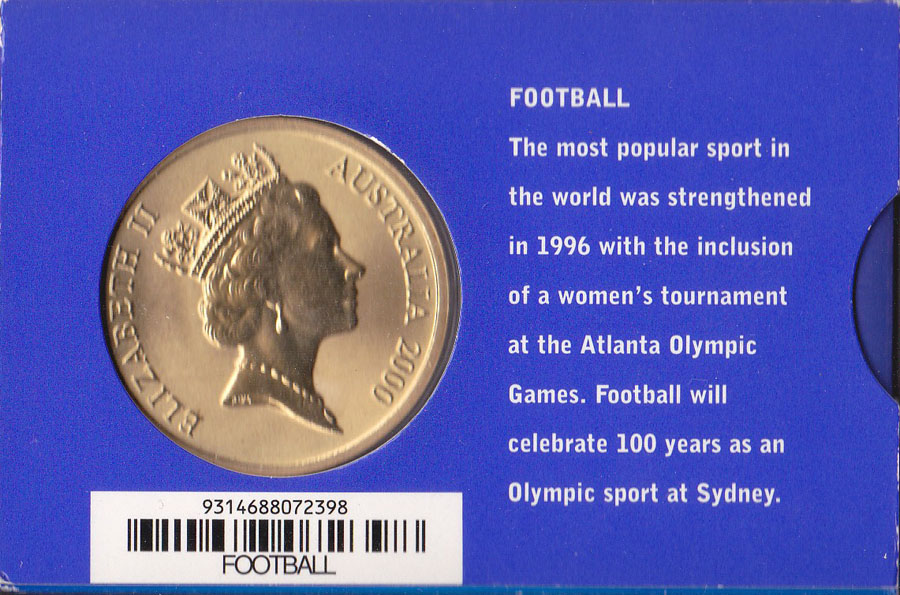 ELIZABETH II
AUSTRALIA 2000
9314688072398
FOOTBALL
FOOTBALL
The most popular sport in
the world was strengthened
in 1996 with the inclusion
of a women's tournament
at the Atlanta Olympic
Games. Football will
celebrate 100 years as an
Olympic sport at Sydney.